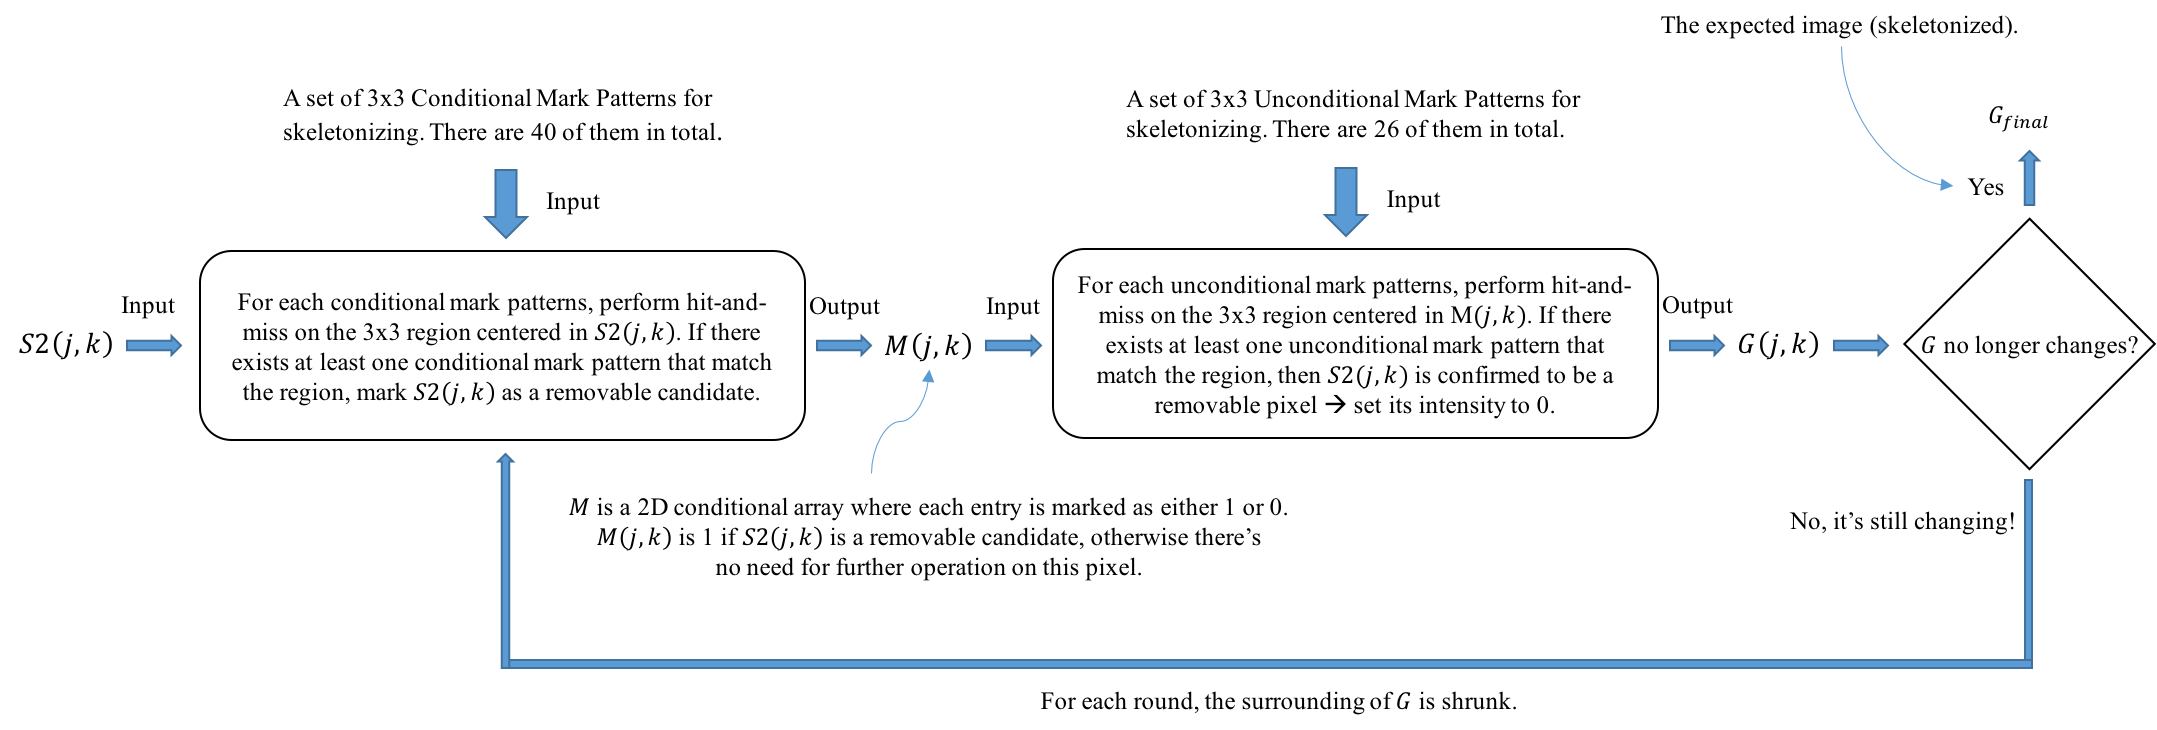 The expected image (skeletonized).
A set of 3x3 Conditional Mark Patterns for
skeletonizing. There are 40 of them in total.
Input
A set of 3x3 Unconditional Mark Patterns for
skeletonizing. There are 26 of them in total.
Input
G_final
Yes
S2(j,k)
Input
For each conditional mark patterns, perform hit-and-
miss on the 3x3 region centered in S2(j,k). If there
exists at least one conditional mark pattern that match
the region, mark S2(j,k) as a removable candidate.
Output
M(j,k)
Input
For each unconditional mark patterns, perform hit-and-
miss on the 3x3 region centered in M(j,k). If there
exists at least one unconditional mark pattern that
match the region, then S2(j,k) is confirmed to be a
removable pixel → set its intensity to 0.
Output
G(j,k)
G no longer changes?
M is a 2D conditional array where each entry is marked as either 1 or 0.
M(j,k) is 1 if S2(j,k) is a removable candidate, otherwise there's
no need for further operation on this pixel.
No, it's still changing!
For each round, the surrounding of G is shrunk.